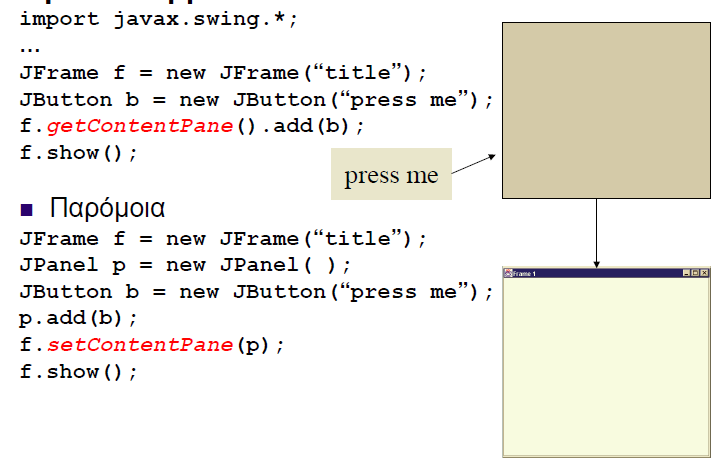 import javax.swing.*;
…
JFrame f = new JFrame(“title”);
JButton b = new JButton(“press me”);
f.getContentPane().add(b);
f.show();
press me
■ Παρόμοια
JFrame f = new JFrame(“title”);
JPanel p = new JPanel( );
JButton b = new JButton(“press me”);
p.add(b);
f.setContentPane(p);
f.show();
Frame 1